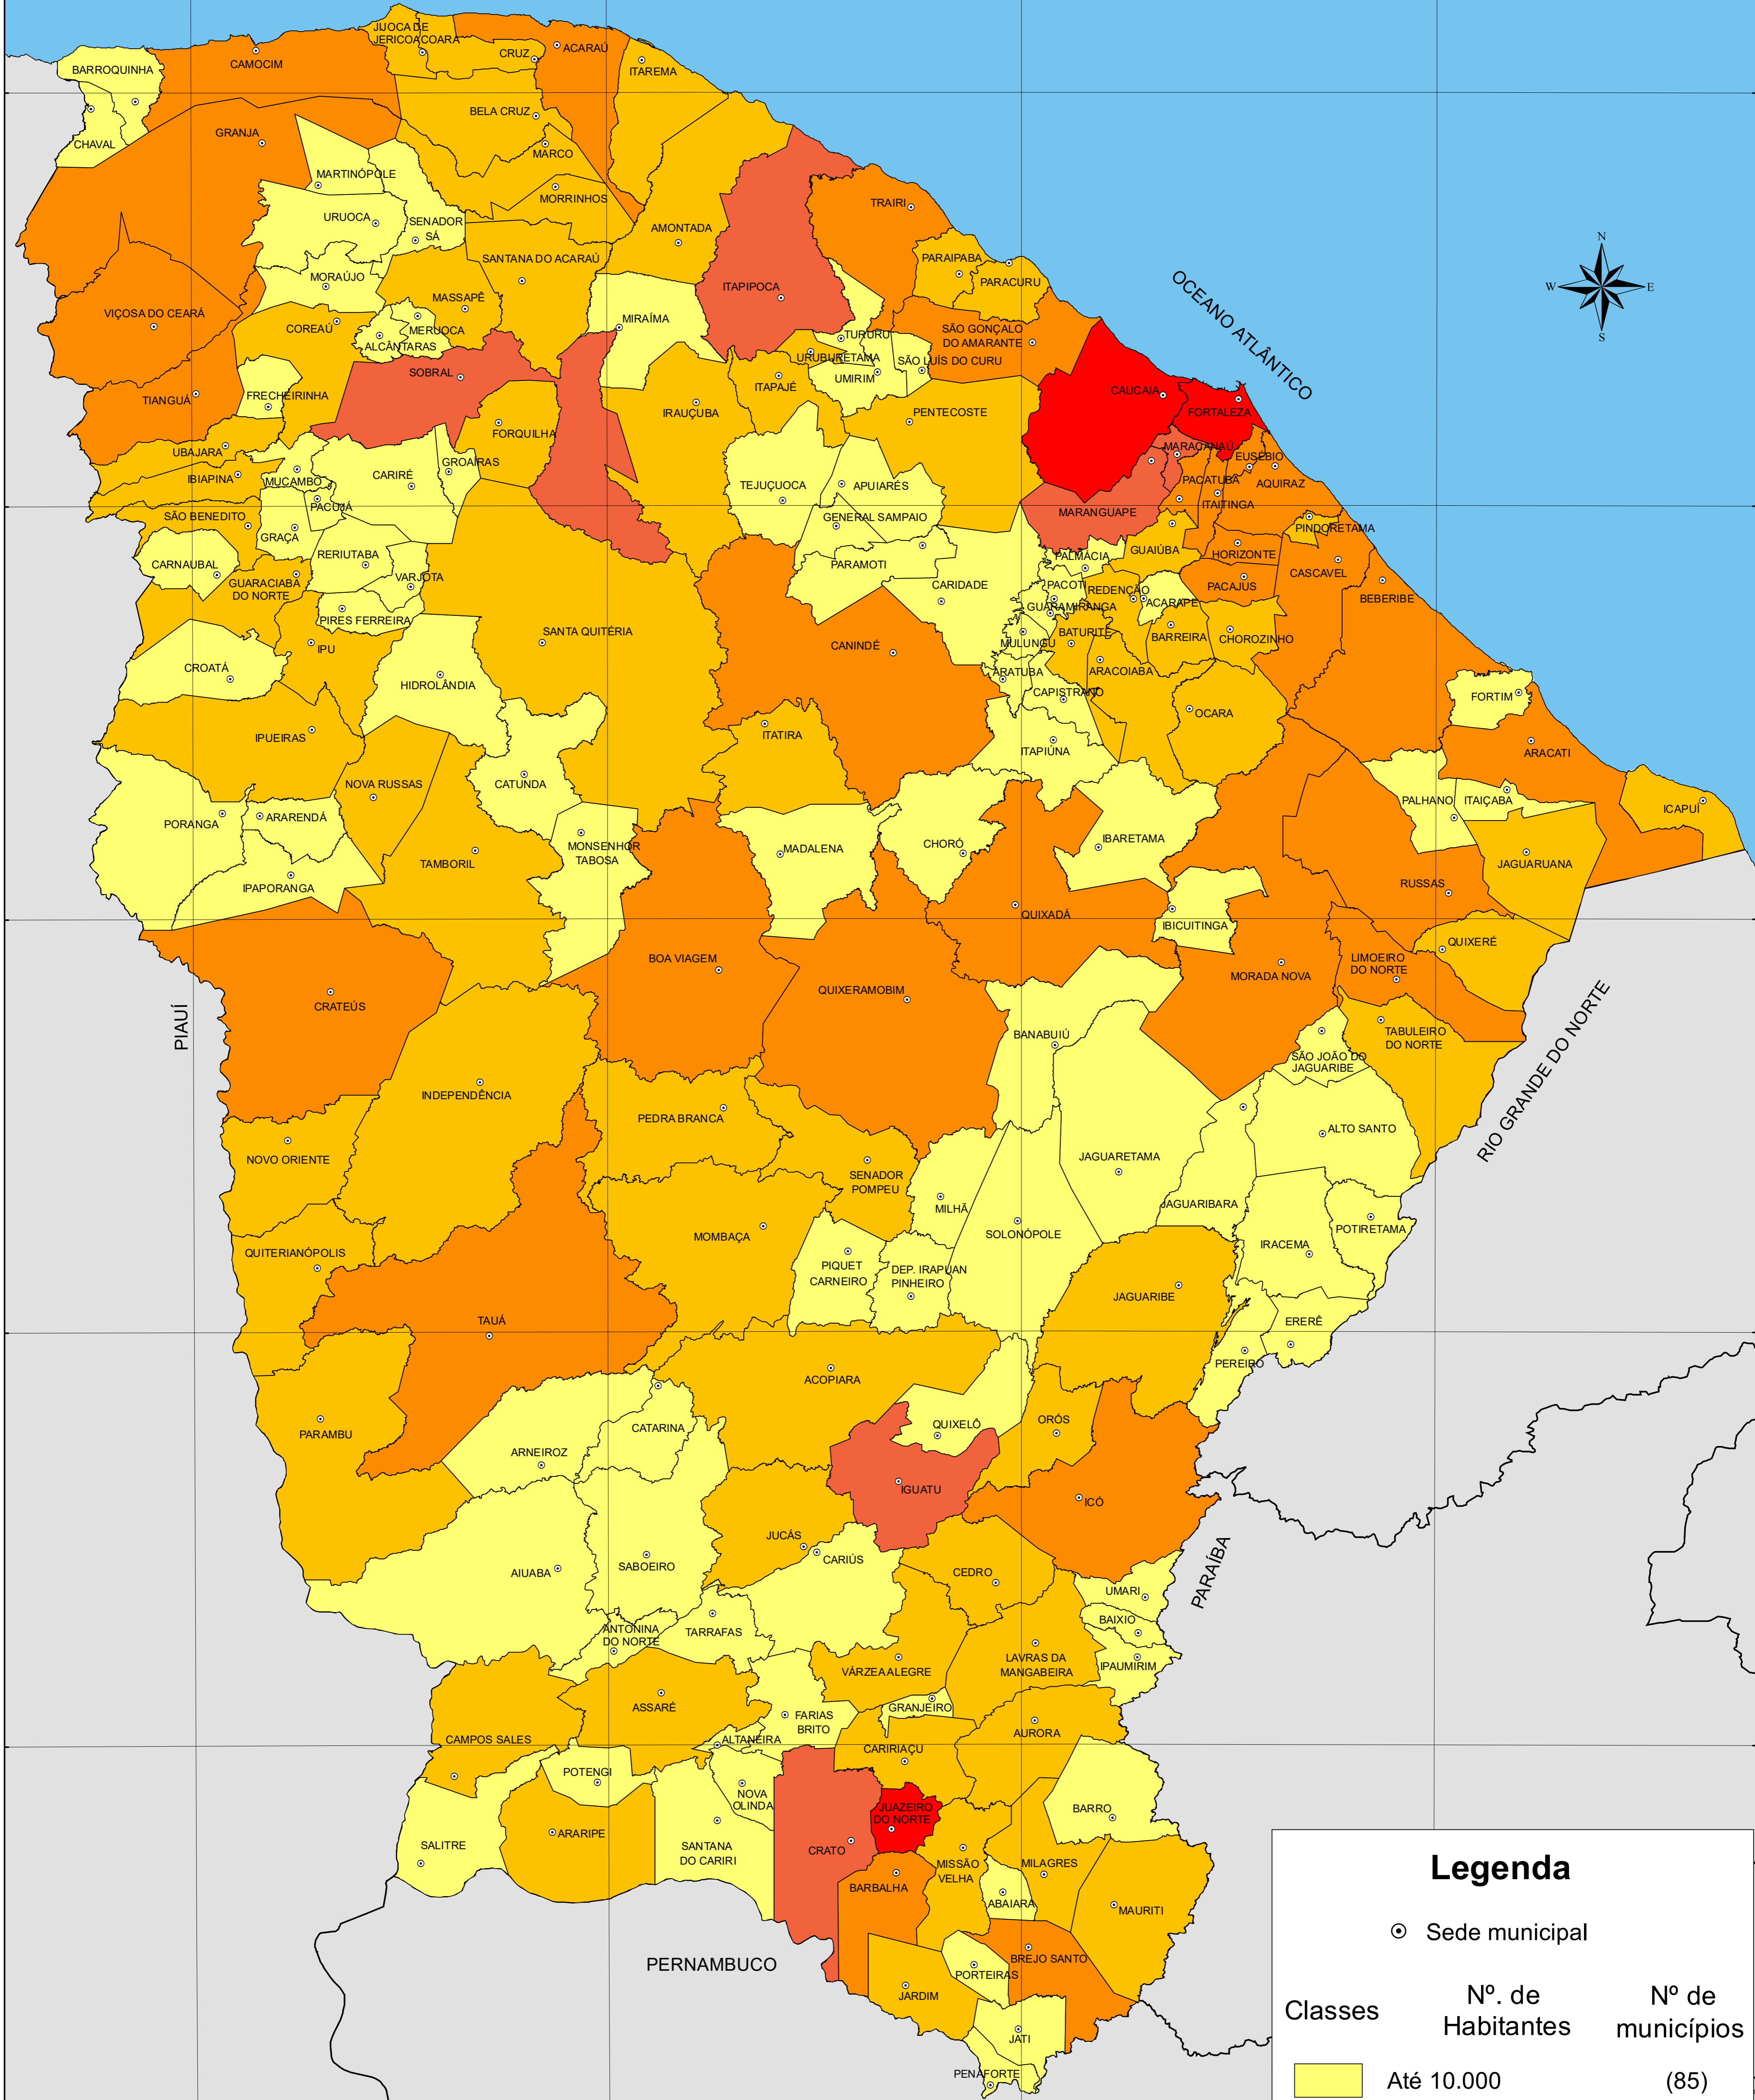 JIJOCA DE
JERICOACOARA
CRUZ
ACARAÚ
CAMOCIM
BARROQUINHA
ITAREMA
BELA CRUZ
GRANJA
CHAVAL
MARCO
MARTINÓPOLE
MORRINHOS
TRAIRI
URUOCA
SENADOR
SÁ
AMONTADA
N
W
E
S
SANTANA DO ACARAÚ
PARAIPABA
PARACURU
MORAÚJO
ITAPIPOCA
OCEANO ATLÂNTICO
MASSAPÊ
VIÇOSA DO CEARÁ
MIRAÍMA
COREAÚ
MERUOCA
ALCÂNTARAS
TURURU
SÃO GONÇALO
DO AMARANTE
URUBURETAMA
SÃO LUÍS DO CURU
SOBRAL
UMIRIM
ITAPAJÉ
CAUCAIA
TIANGUÁ
FRECHEIRINHA
IRAUÇUBA
PENTECOSTE
FORTALEZA
FORQUILHA
MARACANAÚ
UBAJARA
EUSÉBIO
GROAÍRAS
IBIAPINA
MUCAMBO
CARIRÉ
TEJUÇUOCA
APUIARÉS
PACATUBA
AQUIRAZ
PACUJÁ
ITAITINGA
SÃO BENEDITO
GENERAL SAMPAIO
MARANGUAPE
PINDORETAMA
GRAÇA
RERIUTABA
GUAIÚBA
HORIZONTE
CARNAUBAL
PARAMOTI
PALMÁCIA
VARJOTA
CASCAVEL
GUARACIABA
DO NORTE
CARIDADE
PACOTI
REDENÇÃO
PACAJUS
BEBERIBE
GUARAMIRANGA
ACARAPE
PIRES FERREIRA
SANTA QUITÉRIA
BATURITÉ
BARREIRA
CHOROZINHO
IPU
CANINDÉ
MULUNGU
CROATÁ
ARATUBA
ARACOIABA
HIDROLÂNDIA
CAPISTRANO
FORTIM
OCARA
IPUEIRAS
ITATIRA
ITAPIÚNA
ARACATI
NOVA RUSSAS
CATUNDA
PALHANO
ITAIÇABA
ICAPUÍ
PORANGA
ARARENDÁ
MONSENHOR
TABOSA
MADALENA
CHORÓ
IBARETAMA
TAMBORIL
JAGUARUANA
IPAPORANGA
RUSSAS
QUIXADÁ
IBICUITINGA
QUIXERÉ
BOA VIAGEM
LIMOEIRO
DO NORTE
QUIXERAMOBIM
MORADA NOVA
CRATEÚS
PIAUÍ
BANABUIÚ
TABULEIRO
DO NORTE
RIO GRANDE DO NORTE
SÃO JOÃO DO
JAGUARIBE
INDEPENDÊNCIA
PEDRA BRANCA
ALTO SANTO
NOVO ORIENTE
JAGUARETAMA
SENADOR
POMPEU
JAGUARIBARA
MILHÃ
POTIRETAMA
MOMBAÇA
SOLONÓPOLE
IRACEMA
QUITERIANÓPOLIS
PIQUET
CARNEIRO
DEP. IRAPUAN
PINHEIRO
JAGUARIBE
TAUÁ
ERERÊ
PEREIRO
ACOPIARA
PARAMBU
CATARINA
QUIXELÔ
ORÓS
ARNEIROZ
IGUATU
ICÓ
JUCÁS
CARIÚS
AIUABA
SABOEIRO
CEDRO
PARAÍBA
UMARI
BAIXIO
ANTONINA
DO NORTE
TARRAFAS
LAVRAS DA
MANGABEIRA
IPAUMIRIM
VÁRZEA ALEGRE
ASSARÉ
GRANJEIRO
FARIAS
BRITO
AURORA
CAMPOS SALES
ALTANEIRA
CARIRIAÇU
POTENGI
NOVA
OLINDA
JUAZEIRO
DO NORTE
BARRO
ARARIPE
SALITRE
SANTANA
DO CARIRI
CRATO
MISSÃO
VELHA
MILAGRES
BARBALHA
ABAIARA
MAURITI
BREJO SANTO
PERNAMBUCO
PORTEIRAS
JARDIM
JATI
PENAFORTE
Legenda
Sede municipal
Classes
Nº. de
Habitantes
Nº de
municípios
Até 10.000
(85)